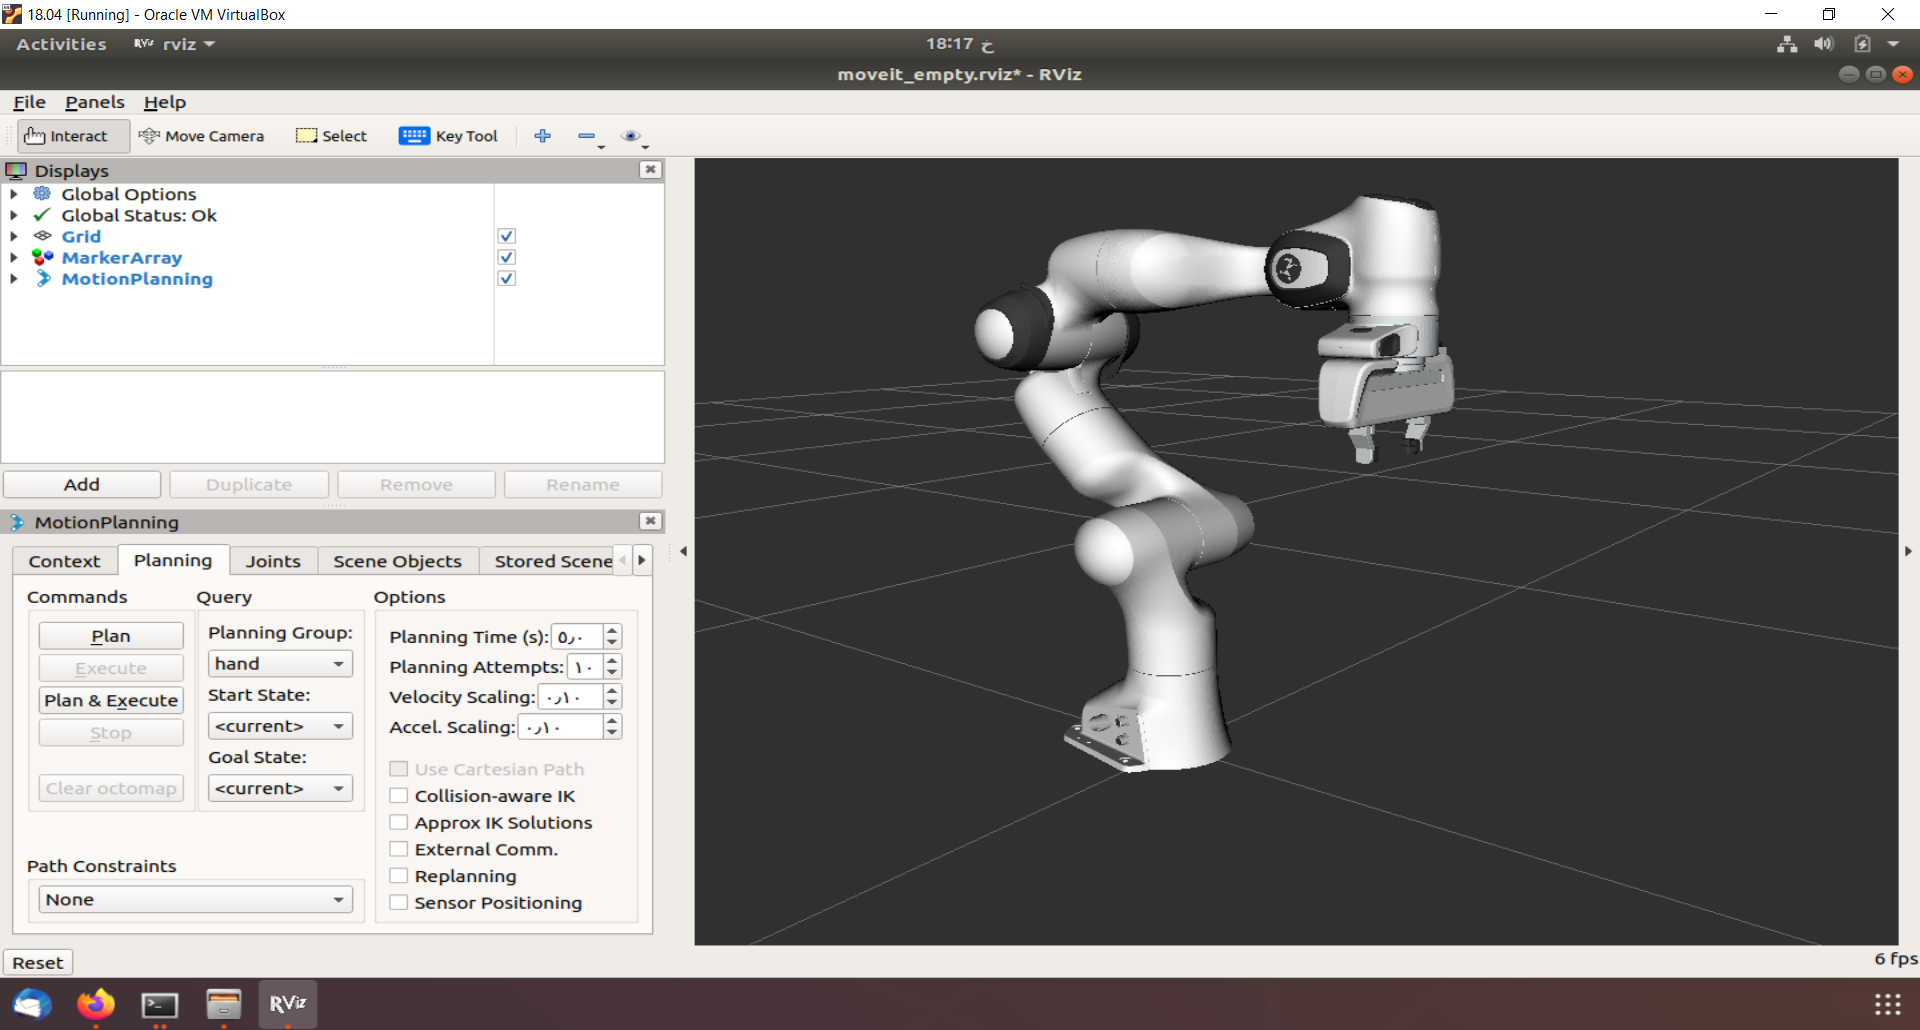 18.04 [Running] - Oracle VM VirtualBox
Activities RViz rviz 18:17 خ
moveit_empty.rviz* - RViz
File Panels Help
Interact Move Camera Select Key Tool
Displays
Global Options
Global Status: Ok
Grid
MarkerArray
MotionPlanning
Add Duplicate Remove Rename
MotionPlanning
Context Planning Joints Scene Objects Stored Scene
Commands Query Options
Plan
Execute
Plan & Execute
Stop
Clear octomap
Planning Group:
hand
Start State:
<current>
Goal State:
<current>
Planning Time (s): ٥٫٠
Planning Attempts: ١٠
Velocity Scaling: ٠٫١٠
Accel. Scaling: ٠٫١٠
Use Cartesian Path
Collision-aware IK
Approx IK Solutions
External Comm.
Replanning
Sensor Positioning
Path Constraints
None
Reset
6 fps
RViz